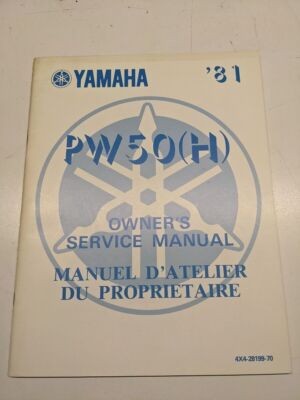 YAMAHA '81
PW50(H)
OWNER'S
SERVICE MANUAL
MANUEL D'ATELIER
DU PROPRIETAIRE
4X4-28199-70